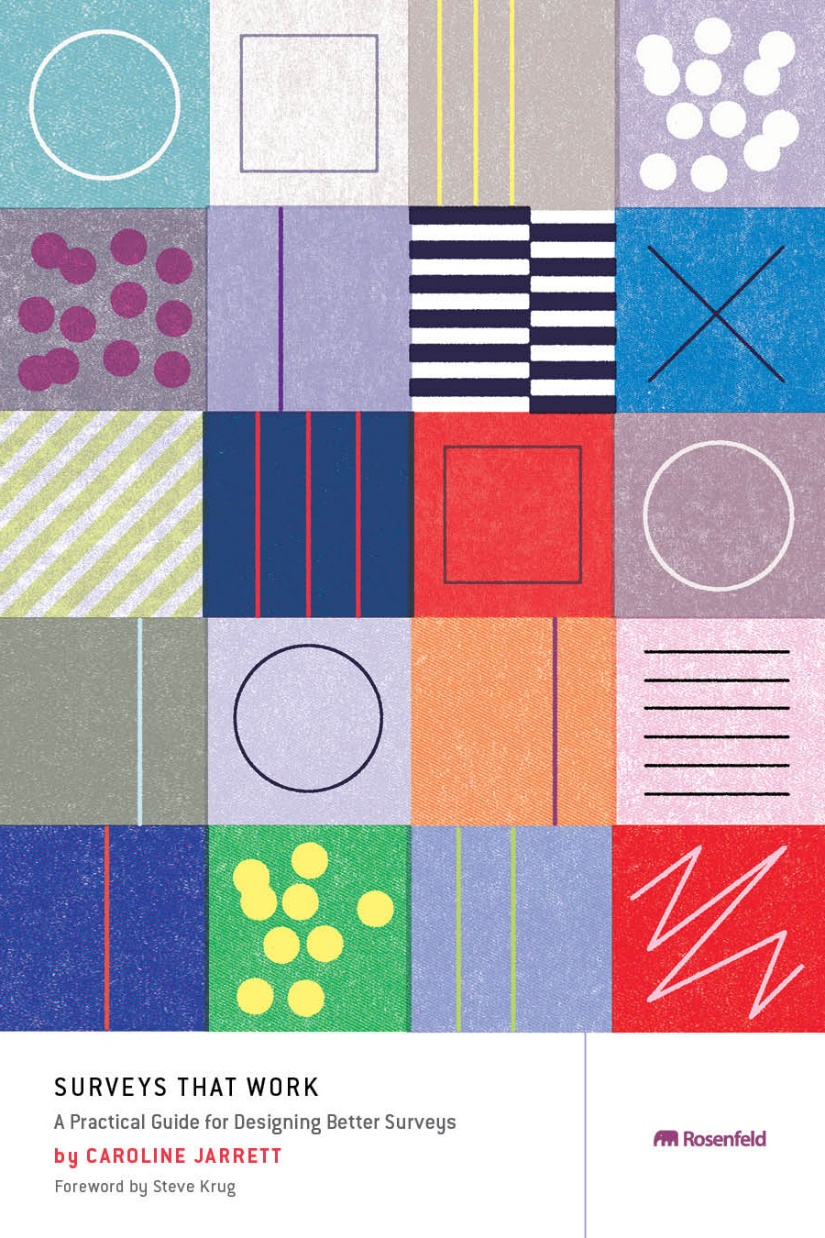 SURVEYS THAT WORK
A Practical Guide for Designing Better Surveys
by CAROLINE JARRETT
Foreword by Steve Krug
Rosenfeld